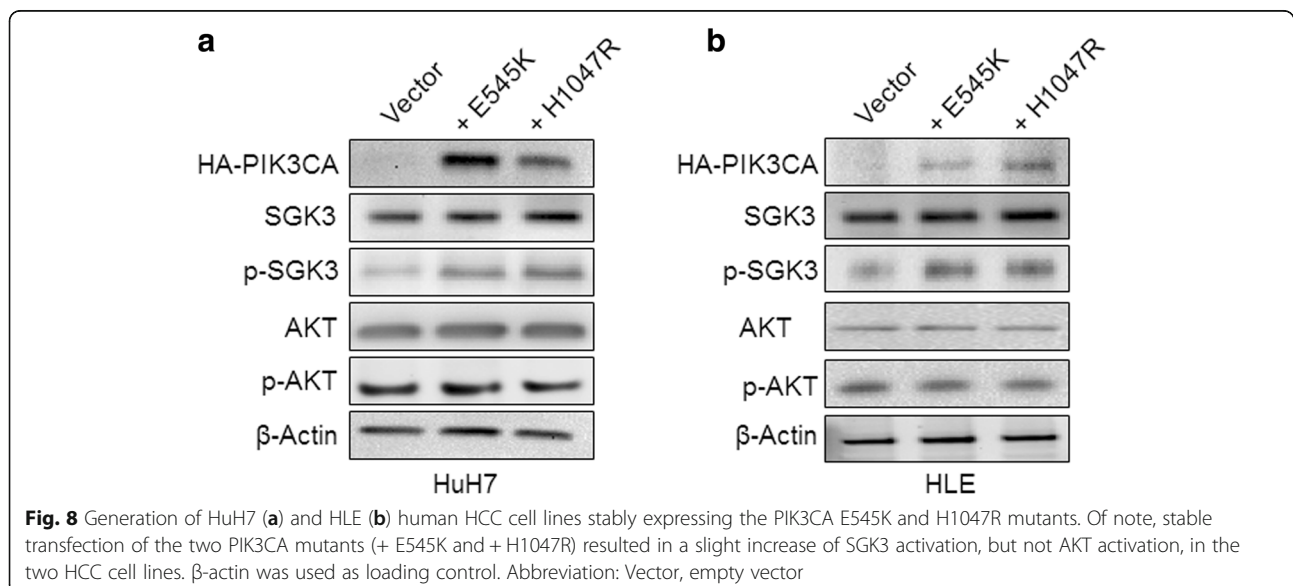 a
Vector
+ E545K
+ H1047R
HA-PIK3CA
SGK3
p-SGK3
AKT
p-AKT
β-Actin
HuH7
b
Vector
+ E545K
+ H1047R
HA-PIK3CA
SGK3
p-SGK3
AKT
p-AKT
β-Actin
HLE
Fig. 8 Generation of HuH7 (a) and HLE (b) human HCC cell lines stably expressing the PIK3CA E545K and H1047R mutants. Of note, stable
transfection of the two PIK3CA mutants (+ E545K and + H1047R) resulted in a slight increase of SGK3 activation, but not AKT activation, in the
two HCC cell lines. β-actin was used as loading control. Abbreviation: Vector, empty vector